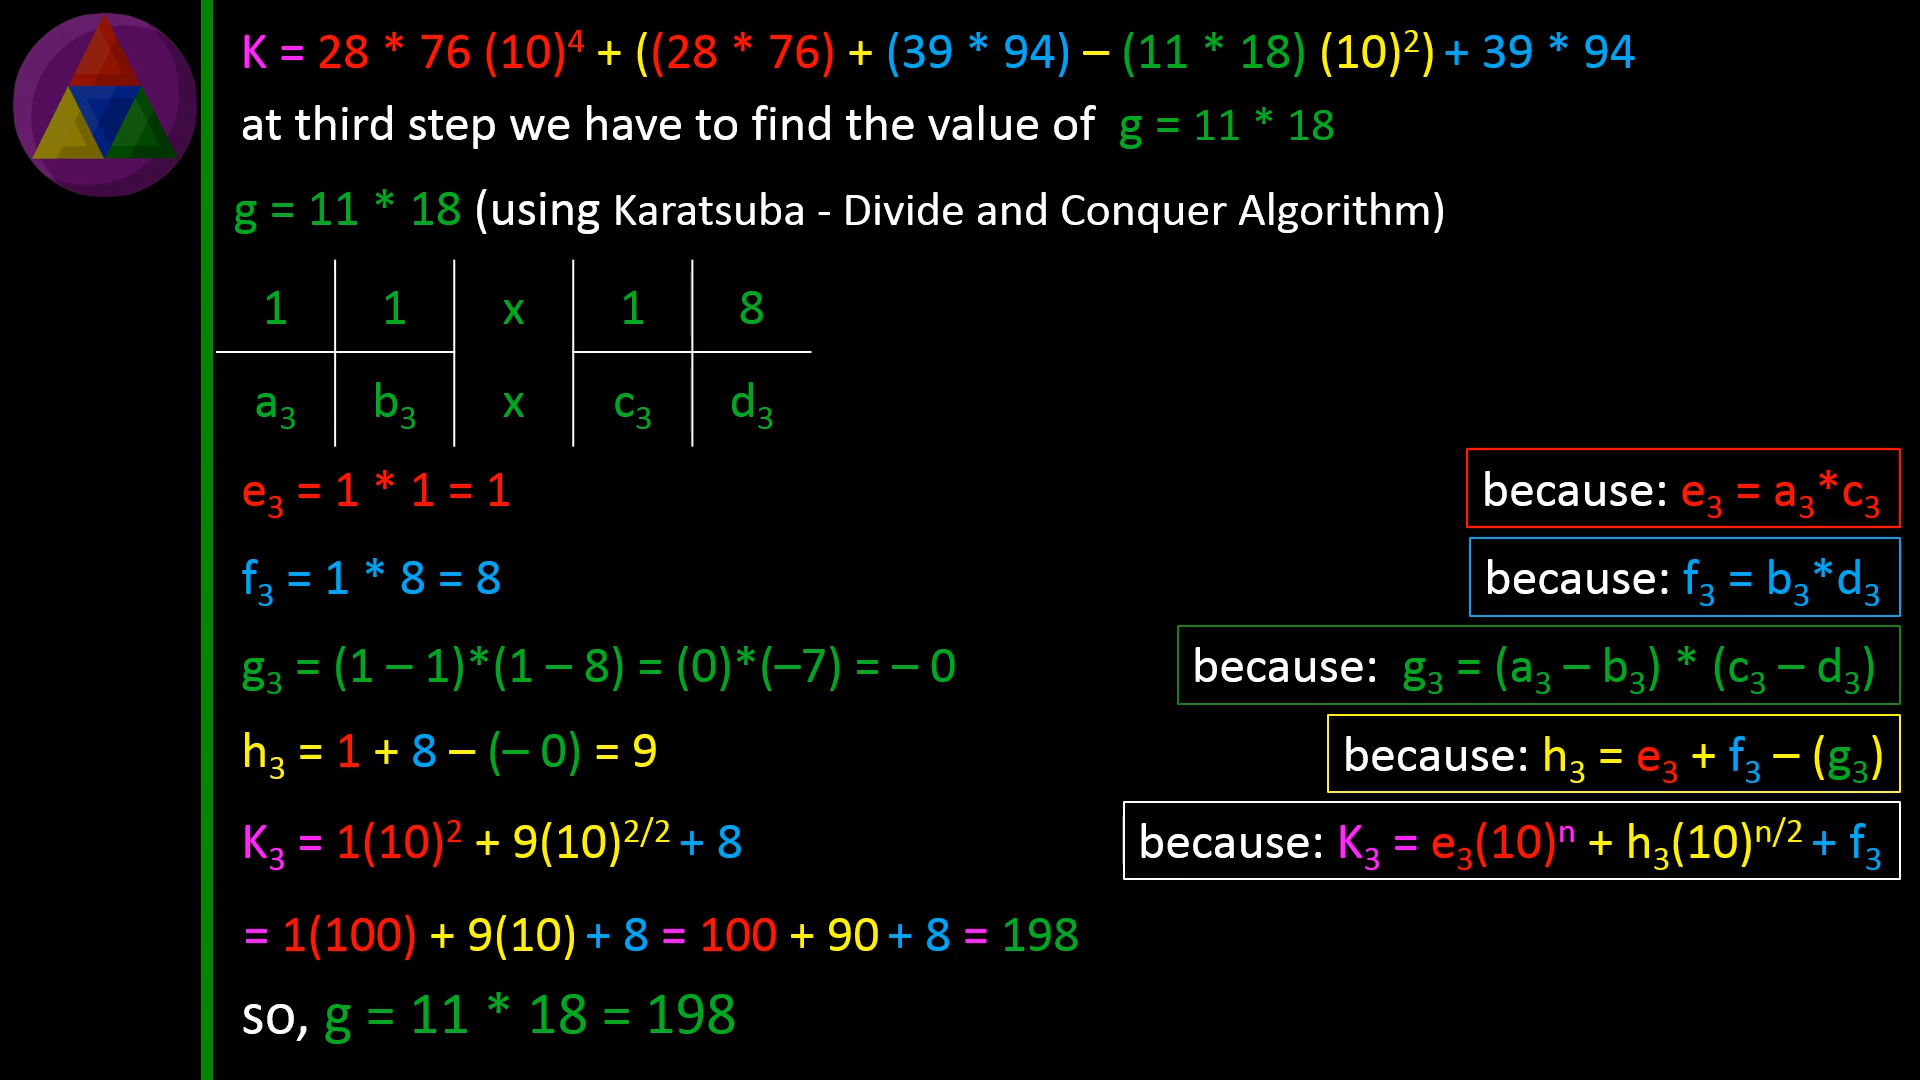 K = 28 * 76 (10)⁴ + ((28 * 76) + (39 * 94) – (11 * 18) (10)²) + 39 * 94
at third step we have to find the value of g = 11 * 18
g = 11 * 18 (using Karatsuba - Divide and Conquer Algorithm)
1 1 x 1 8
a₃ b₃ x c₃ d₃
e₃ = 1 * 1 = 1 because: e₃ = a₃*c₃
f₃ = 1 * 8 = 8 because: f₃ = b₃*d₃
g₃ = (1 – 1)*(1 – 8) = (0)*(–7) = – 0 because: g₃ = (a₃ – b₃) * (c₃ – d₃)
h₃ = 1 + 8 – (– 0) = 9 because: h₃ = e₃ + f₃ – (g₃)
K₃ = 1(10)² + 9(10)²ᐟ² + 8 because: K₃ = e₃(10)ⁿ + h₃(10)ⁿᐟ² + f₃
= 1(100) + 9(10) + 8 = 100 + 90 + 8 = 198
so, g = 11 * 18 = 198